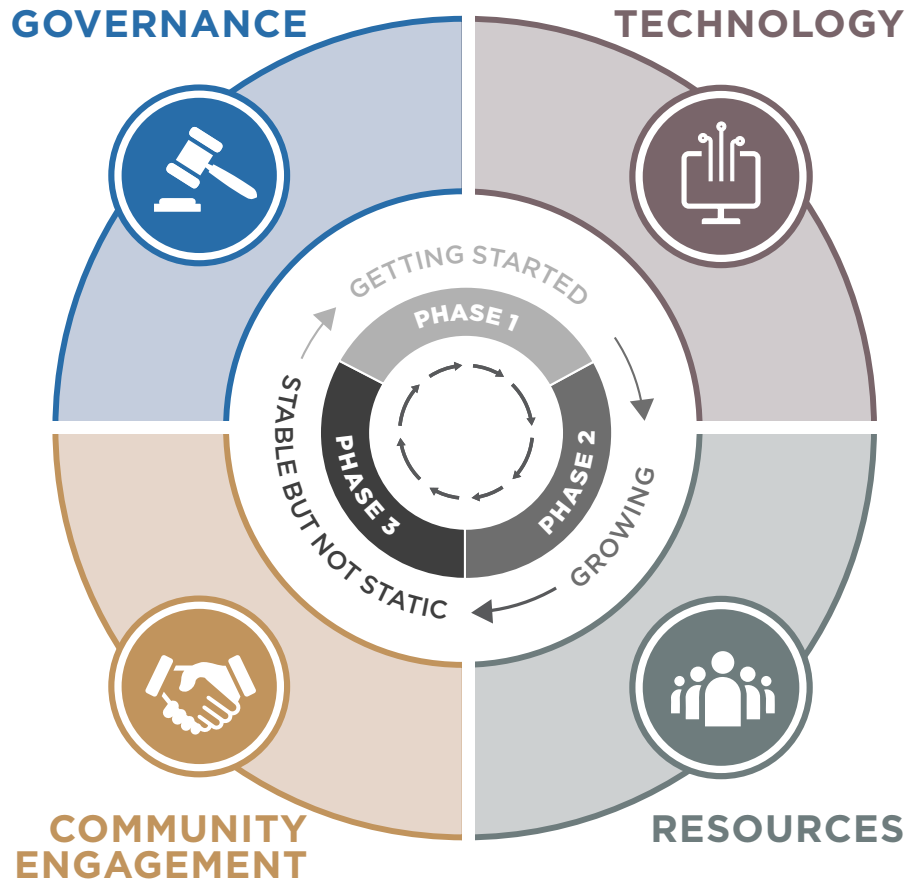 GOVERNANCE
TECHNOLOGY
GETTING STARTED
PHASE 1
PHASE 2
GROWING
PHASE 3
STABLE BUT NOT STATIC
COMMUNITY
ENGAGEMENT
RESOURCES